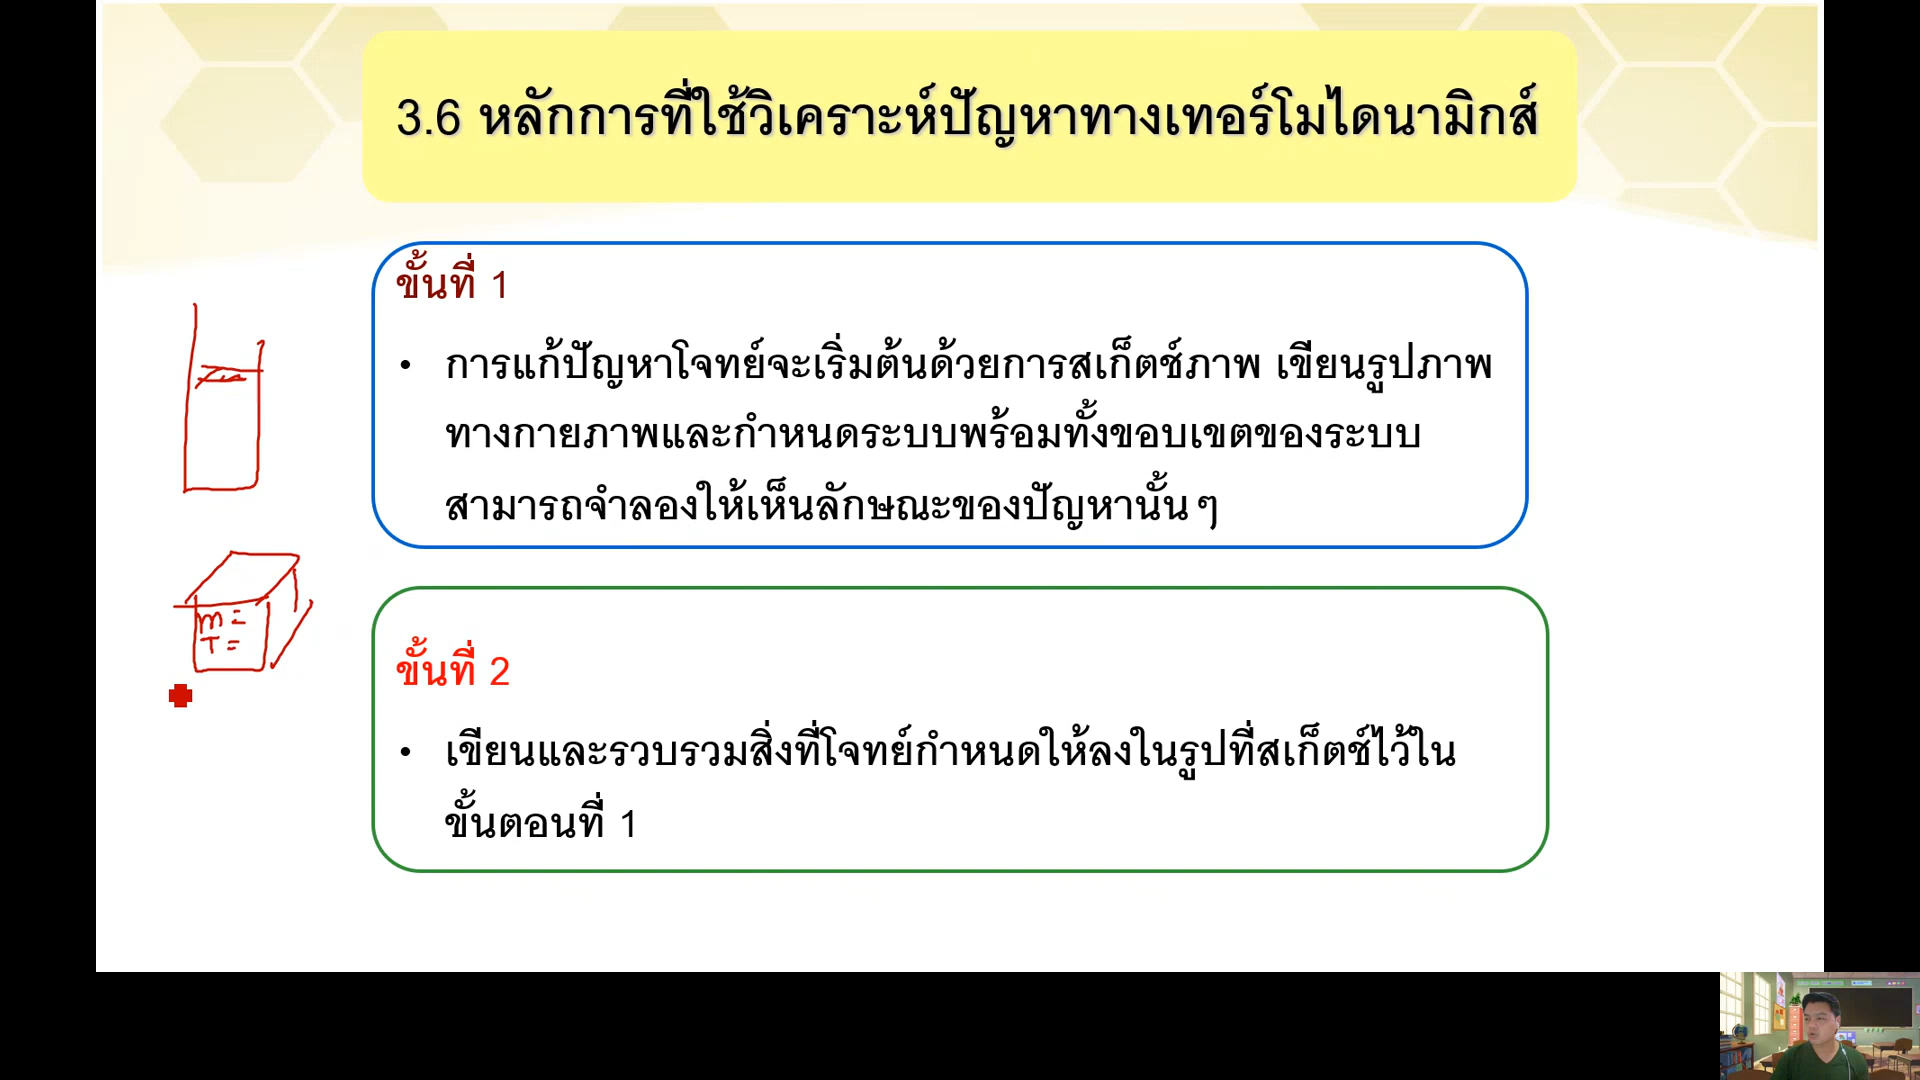 3.6 หลักการที่ใช้วิเคราะห์ปัญหาทางเทอร์โมไดนามิกส์
ขั้นที่ 1
• การแก้ปัญหาโจทย์จะเริ่มต้นด้วยการสเก็ตช์ภาพ เขียนรูปภาพ
ทางกายภาพและกำหนดระบบพร้อมทั้งขอบเขตของระบบ
สามารถจำลองให้เห็นลักษณะของปัญหานั้นๆ
m =
T =
ขั้นที่ 2
• เขียนและรวบรวมสิ่งที่โจทย์กำหนดให้ลงในรูปที่สเก็ตช์ไว้ใน
ขั้นตอนที่ 1